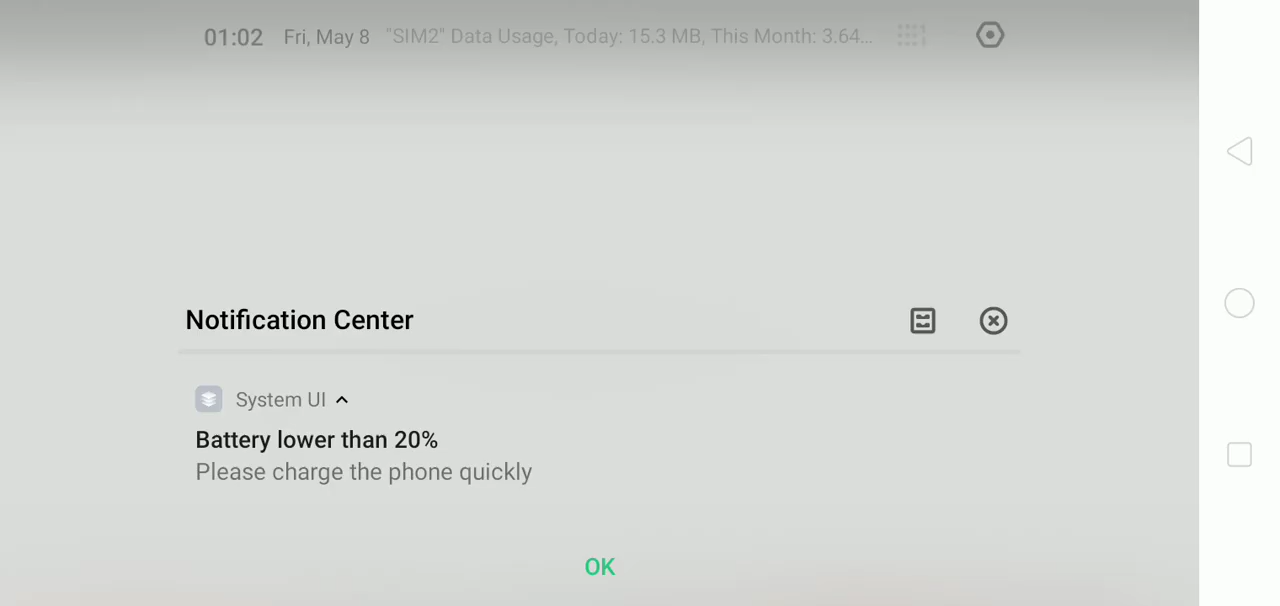 01:02 Fri, May 8 "SIM2" Data Usage, Today: 15.3 MB, This Month: 3.64...
Notification Center
System UI
Battery lower than 20%
Please charge the phone quickly
OK